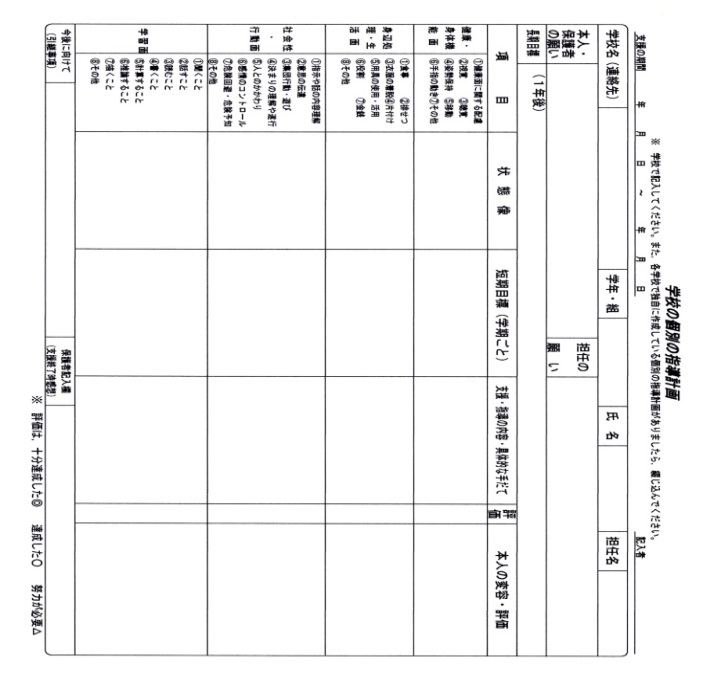 学校の個別の指導計画
※ 学校で記入してください。また、各学校で独自に作成している個別の指導計画がありましたら、綴じ込んでください。
支援の期間 年 月 日 ~ 年 月 日 記入者
学校名(連絡先) 学年・組 氏 名 担任名
本人・
保護者
の願い
担任の
願 い
長期目標 (1年後)
項 目 状 態 像 短期目標(学期ごと) 支援・指導の内容・具体的な手だて 評価 本人の変容・評価
健康・
身体機
能 面
①健康面に関する配慮
②視覚 ③聴覚
④姿勢保持 ⑤移動
⑥手指の動き⑦その他
身辺処
理・生
活 面
①食事 ②排せつ
③衣服の着脱④片付け
⑤用具の使用・活用
⑥役割 ⑦金銭
⑧その他
社会性
・
行動面
①指示や話の内容理解
②意思の伝達
③集団行動・遊び
④決まりの理解や遂行
⑤人とのかかわり
⑥感情のコントロール
⑦危険回避・危険予知
⑧その他
学習面
①聞くこと
②話すこと
③読むこと
④書くこと
⑤計算すること
⑥推論すること
⑦描くこと
⑧その他
今後に向けて
(引継事項)
保護者記入欄
(支援終了後感想)
※ 評価は、十分達成した◎ 達成した○ 努力が必要△